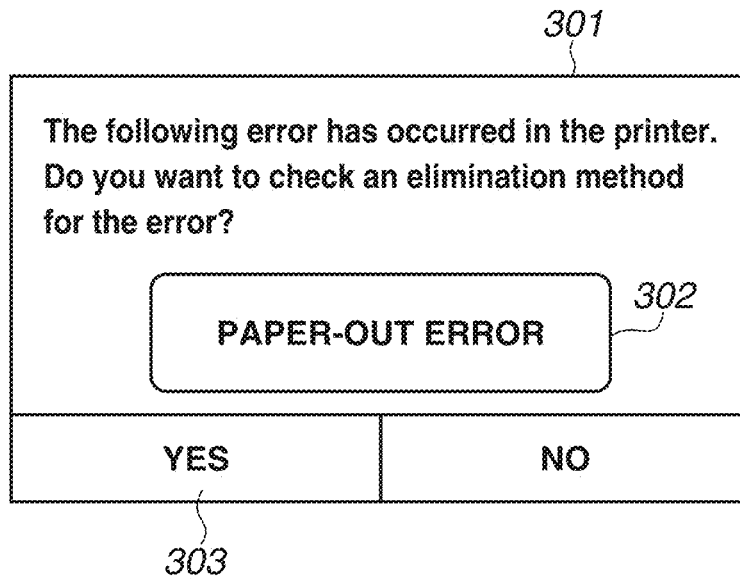 301
The following error has occurred in the printer.
Do you want to check an elimination method
for the error?
302
PAPER-OUT ERROR
YES
NO
303